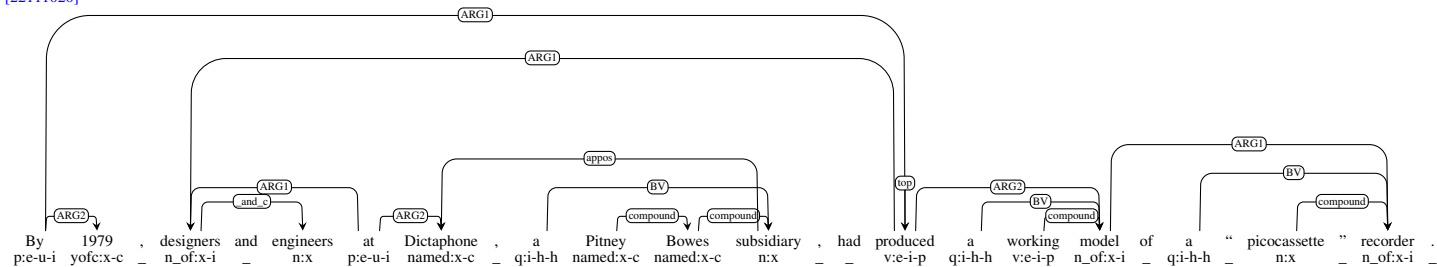 [22111020]
ARG1
ARG1
appos
ARG1
ARG1
BV
top
ARG2
BV
ARG2
_and_c
ARG2
compound
compound
BV
compound
compound
By 1979 , designers and engineers at Dictaphone , a Pitney Bowes subsidiary , had produced a working model of a “ picocassette ” recorder .
p:e-u-i yofc:x-c _ n_of:x-i _ n:x p:e-u-i named:x-c _ q:i-h-h named:x-c named:x-c n:x _ _ v:e-i-p q:i-h-h v:e-i-p n_of:x-i _ q:i-h-h _ n:x _ n_of:x-i _